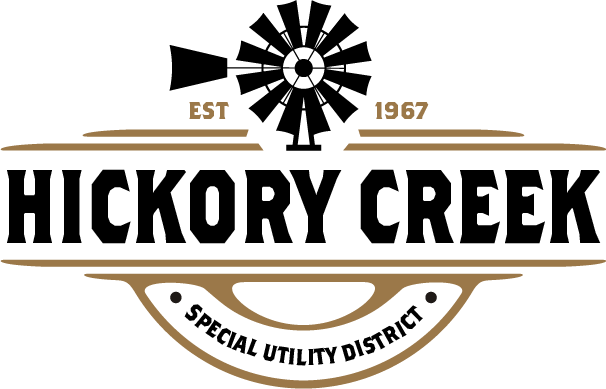 EST 1967
HICKORY CREEK
SPECIAL UTILITY DISTRICT